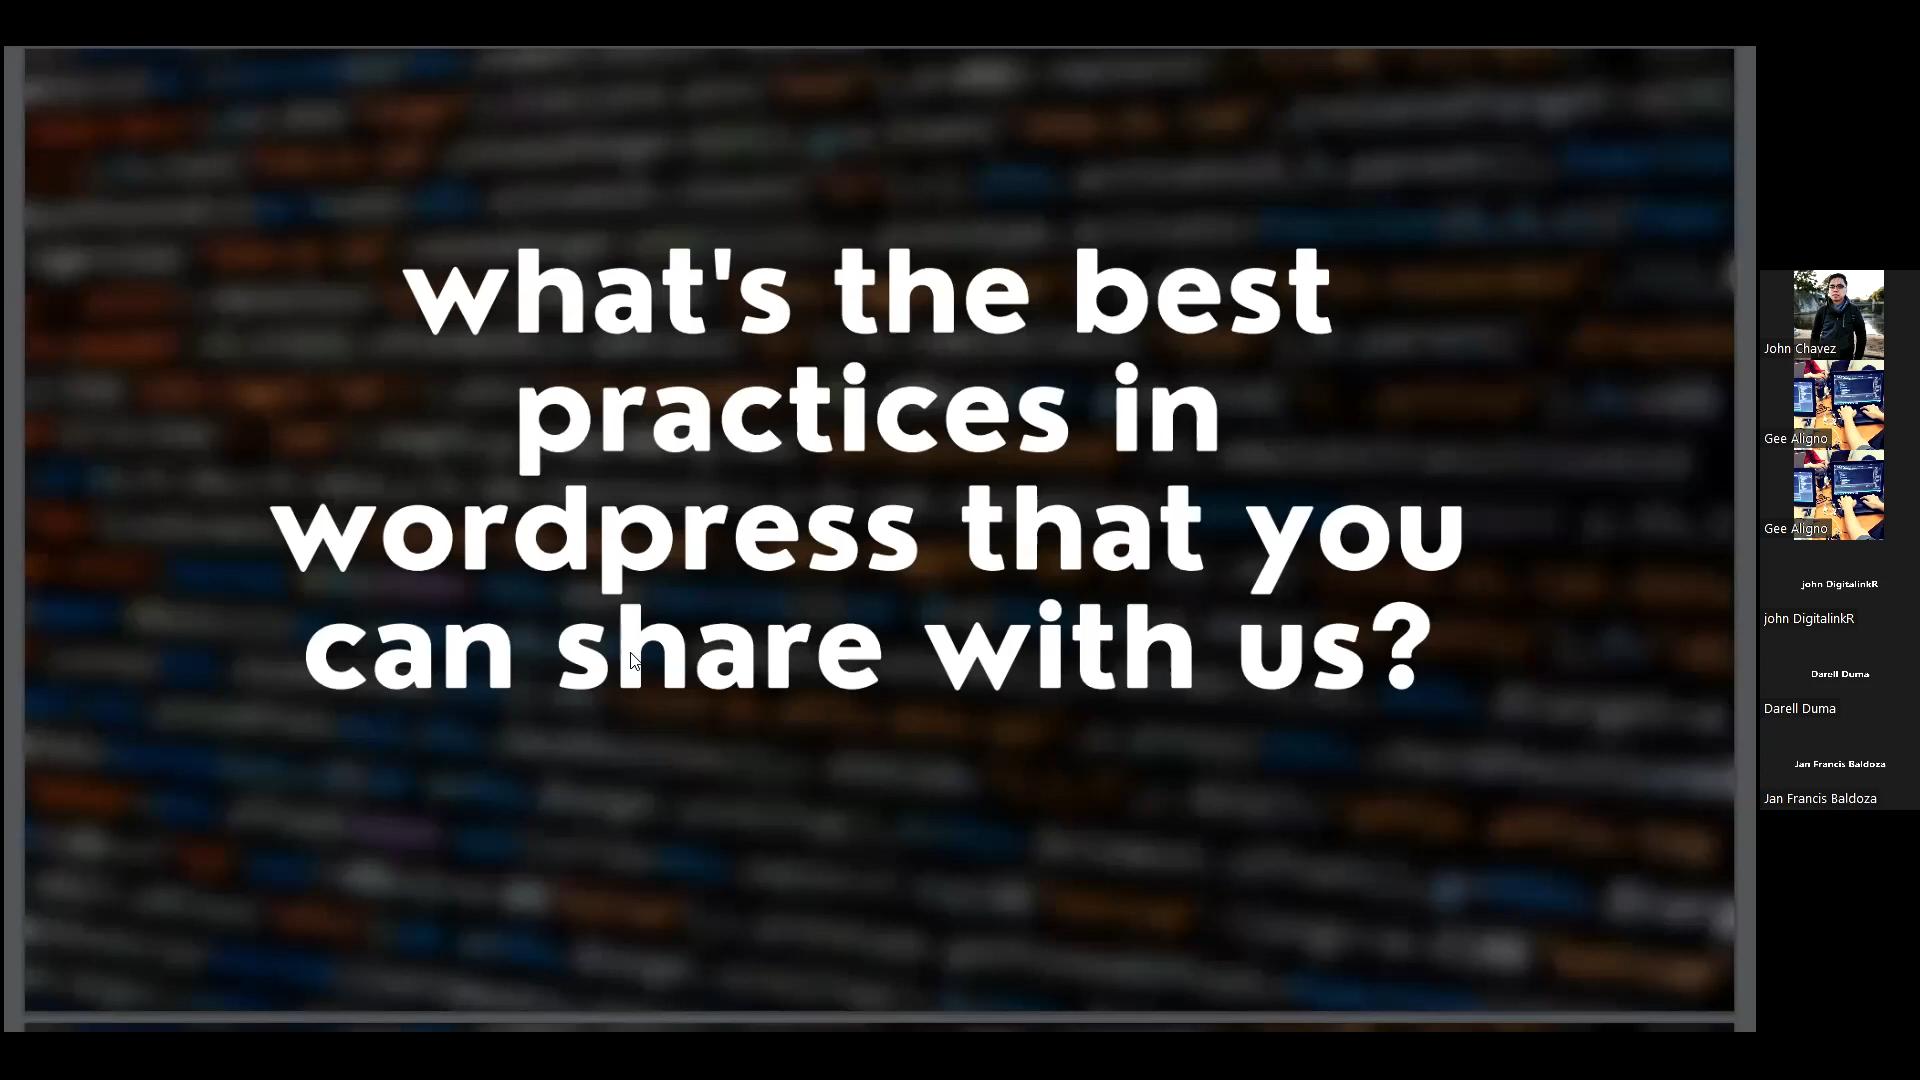 what's the best
practices in
wordpress that you
can share with us?
John Chavez
Gee Aligno
Gee Aligno
john DigitalinkR
john DigitalinkR
Darell Duma
Darell Duma
Jan Francis Baldoza
Jan Francis Baldoza